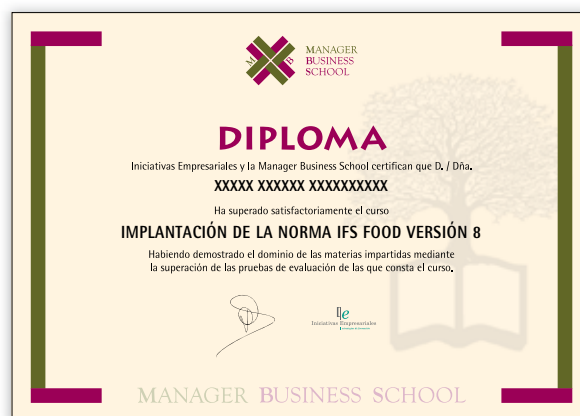 M B
MANAGER
BUSINESS
SCHOOL
DIPLOMA
Iniciativas Empresariales y la Manager Business School certifican que D. / Dña.
XXXXX XXXXXX XXXXXXXXXX
Ha superado satisfactoriamente el curso
IMPLANTACIÓN DE LA NORMA IFS FOOD VERSIÓN 8
Habiendo demostrado el dominio de las materias impartidas mediante
la superación de las pruebas de evaluación de las que consta el curso.
Ie
Iniciativas Empresariales
MANAGER BUSINESS SCHOOL